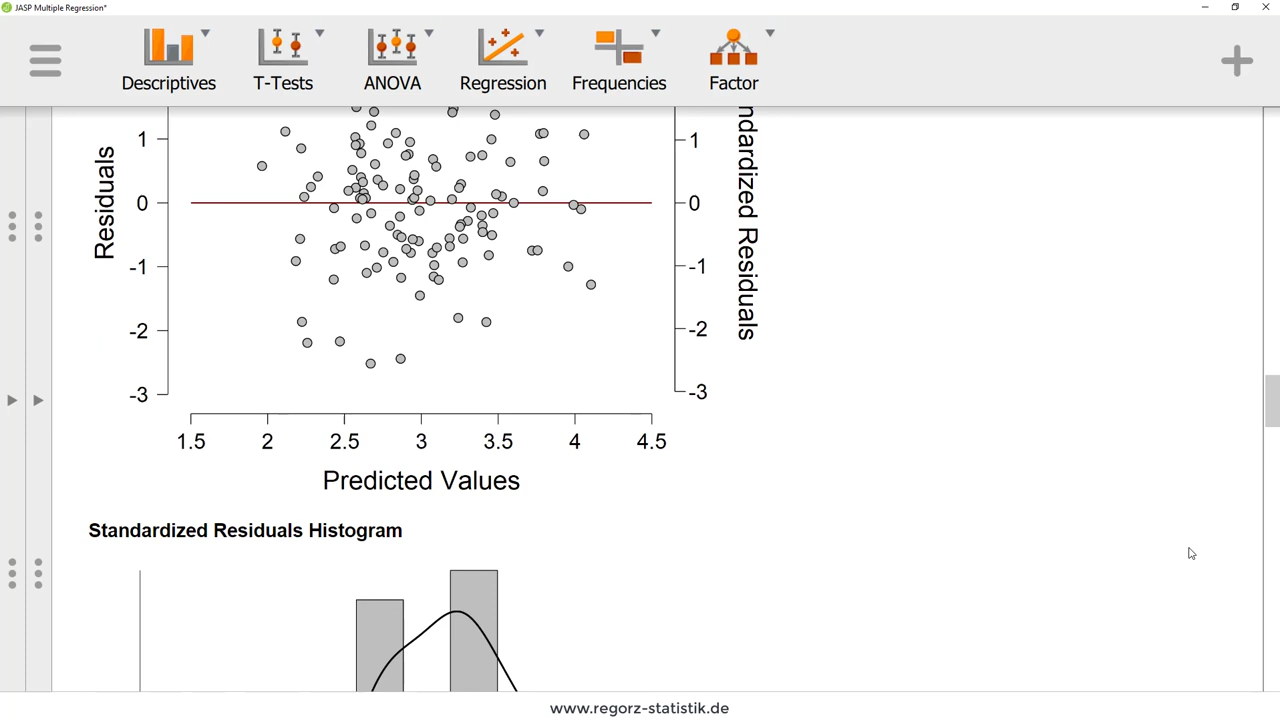 JASP Multiple Regression*
Descriptives
T-Tests
ANOVA
Regression
Frequencies
Factor
Residuals
1
0
-1
-2
-3
1
0
-1
-2
-3
ndardized Residuals
1.5 2 2.5 3 3.5 4 4.5
Predicted Values
Standardized Residuals Histogram
www.regorz-statistik.de